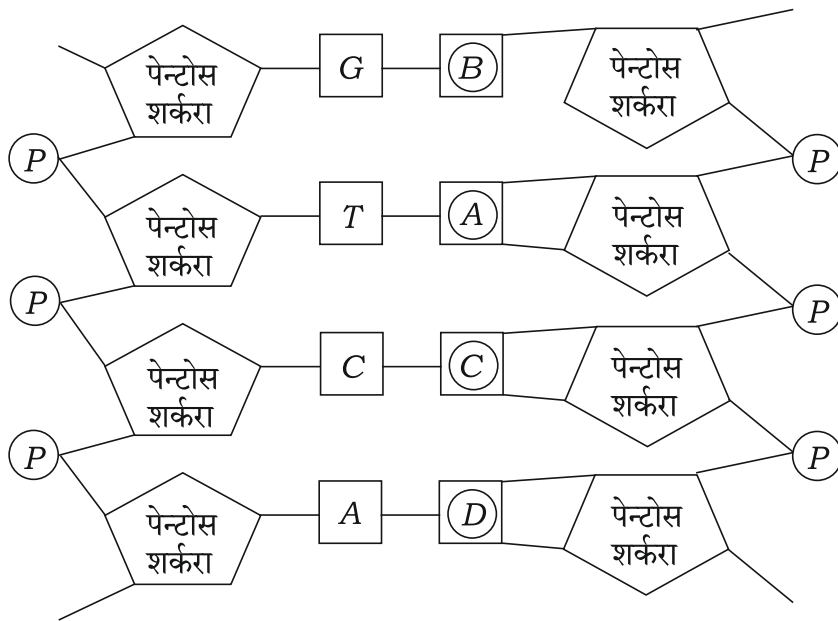 पेन्टोस शर्करा G B पेन्टोस शर्करा
P P
पेन्टोस शर्करा T A पेन्टोस शर्करा
P P
पेन्टोस शर्करा C C पेन्टोस शर्करा
P P
पेन्टोस शर्करा A D पेन्टोस शर्करा